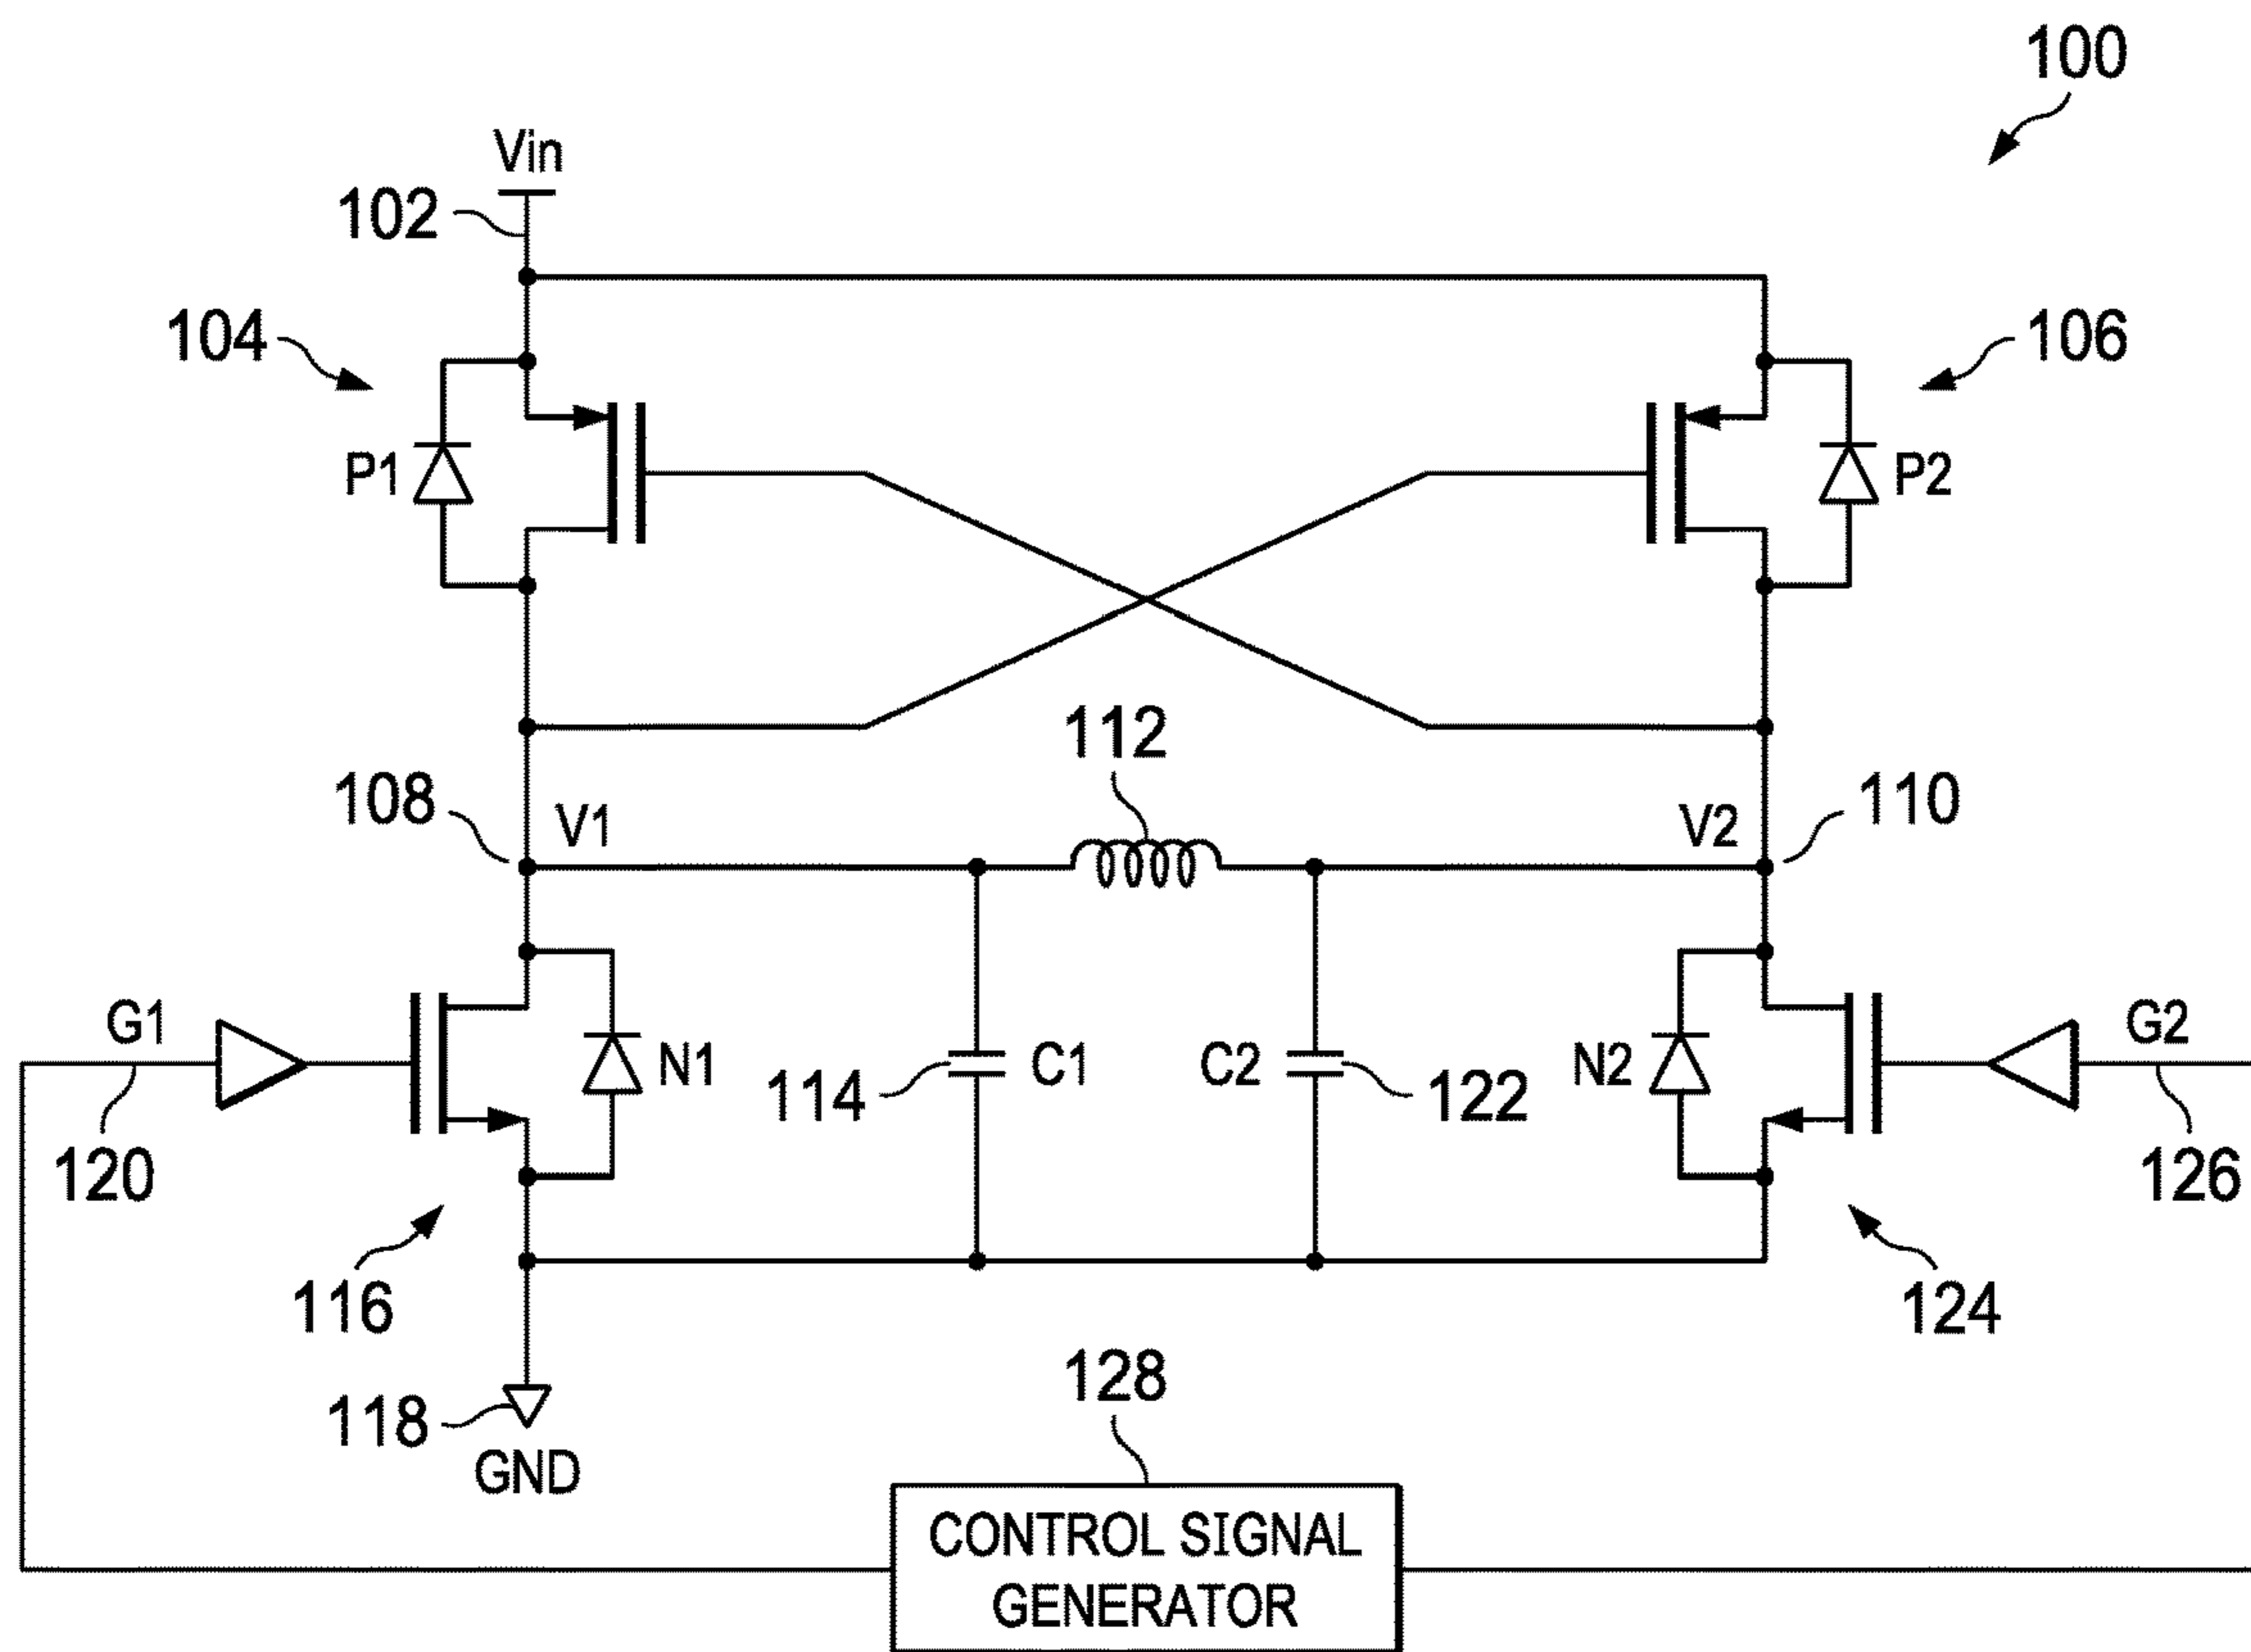 100
Vin
102
104
106
P1
P2
112
108
V1
V2
110
G1
N1
C1
C2
N2
G2
114
122
120
126
116
124
118
GND
128
CONTROL SIGNAL
GENERATOR